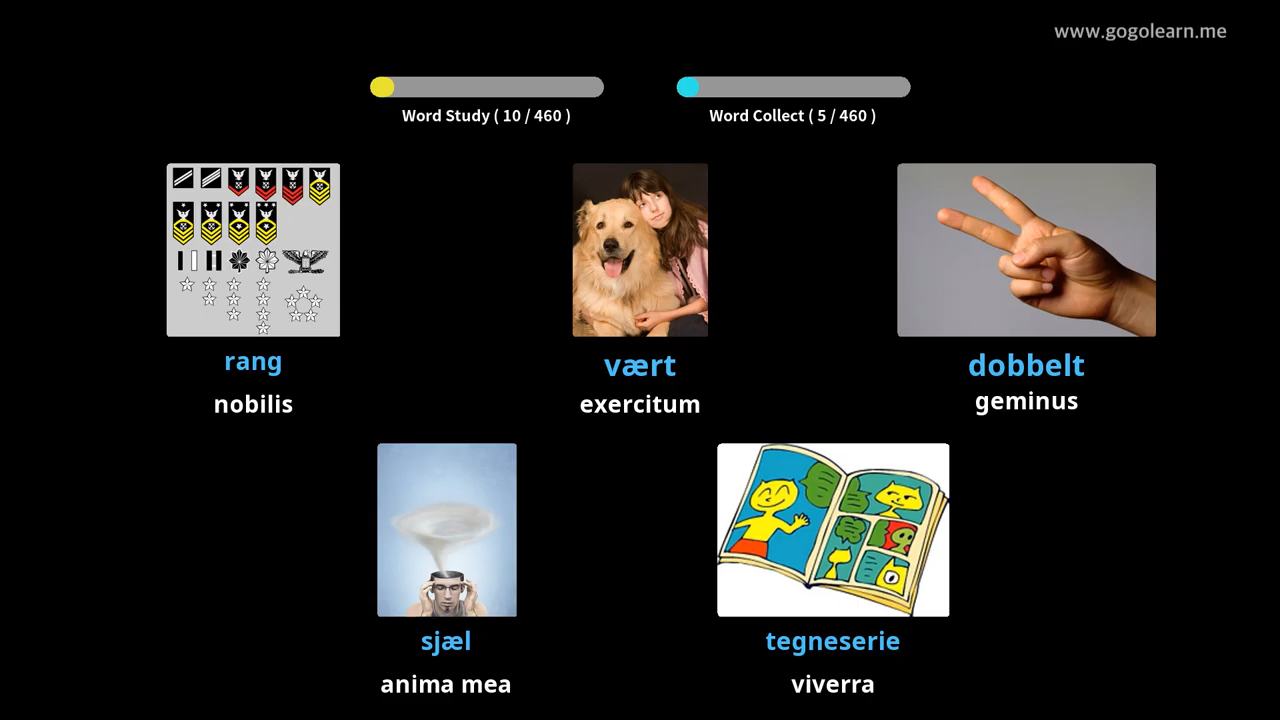 www.gogolearn.me
Word Study ( 10 / 460 )
Word Collect ( 5 / 460 )
rang
nobilis
vært
exercitum
dobbelt
geminus
sjæl
anima mea
tegneserie
viverra